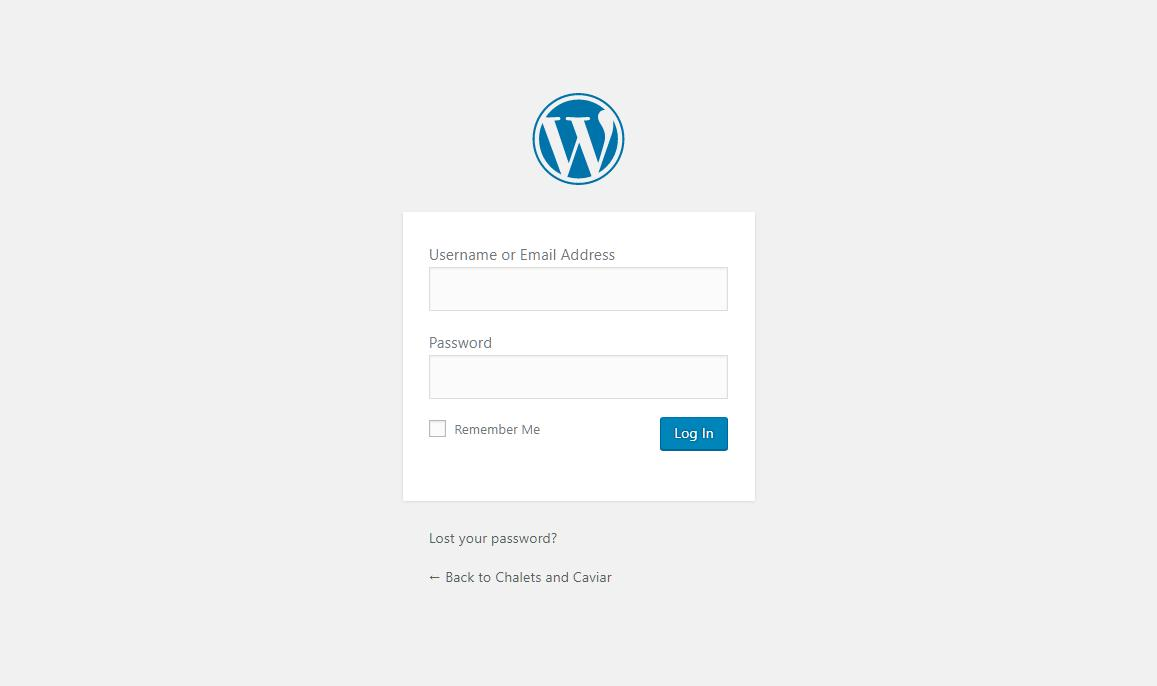 Username or Email Address
Password
Remember Me
Log In
Lost your password?
← Back to Chalets and Caviar